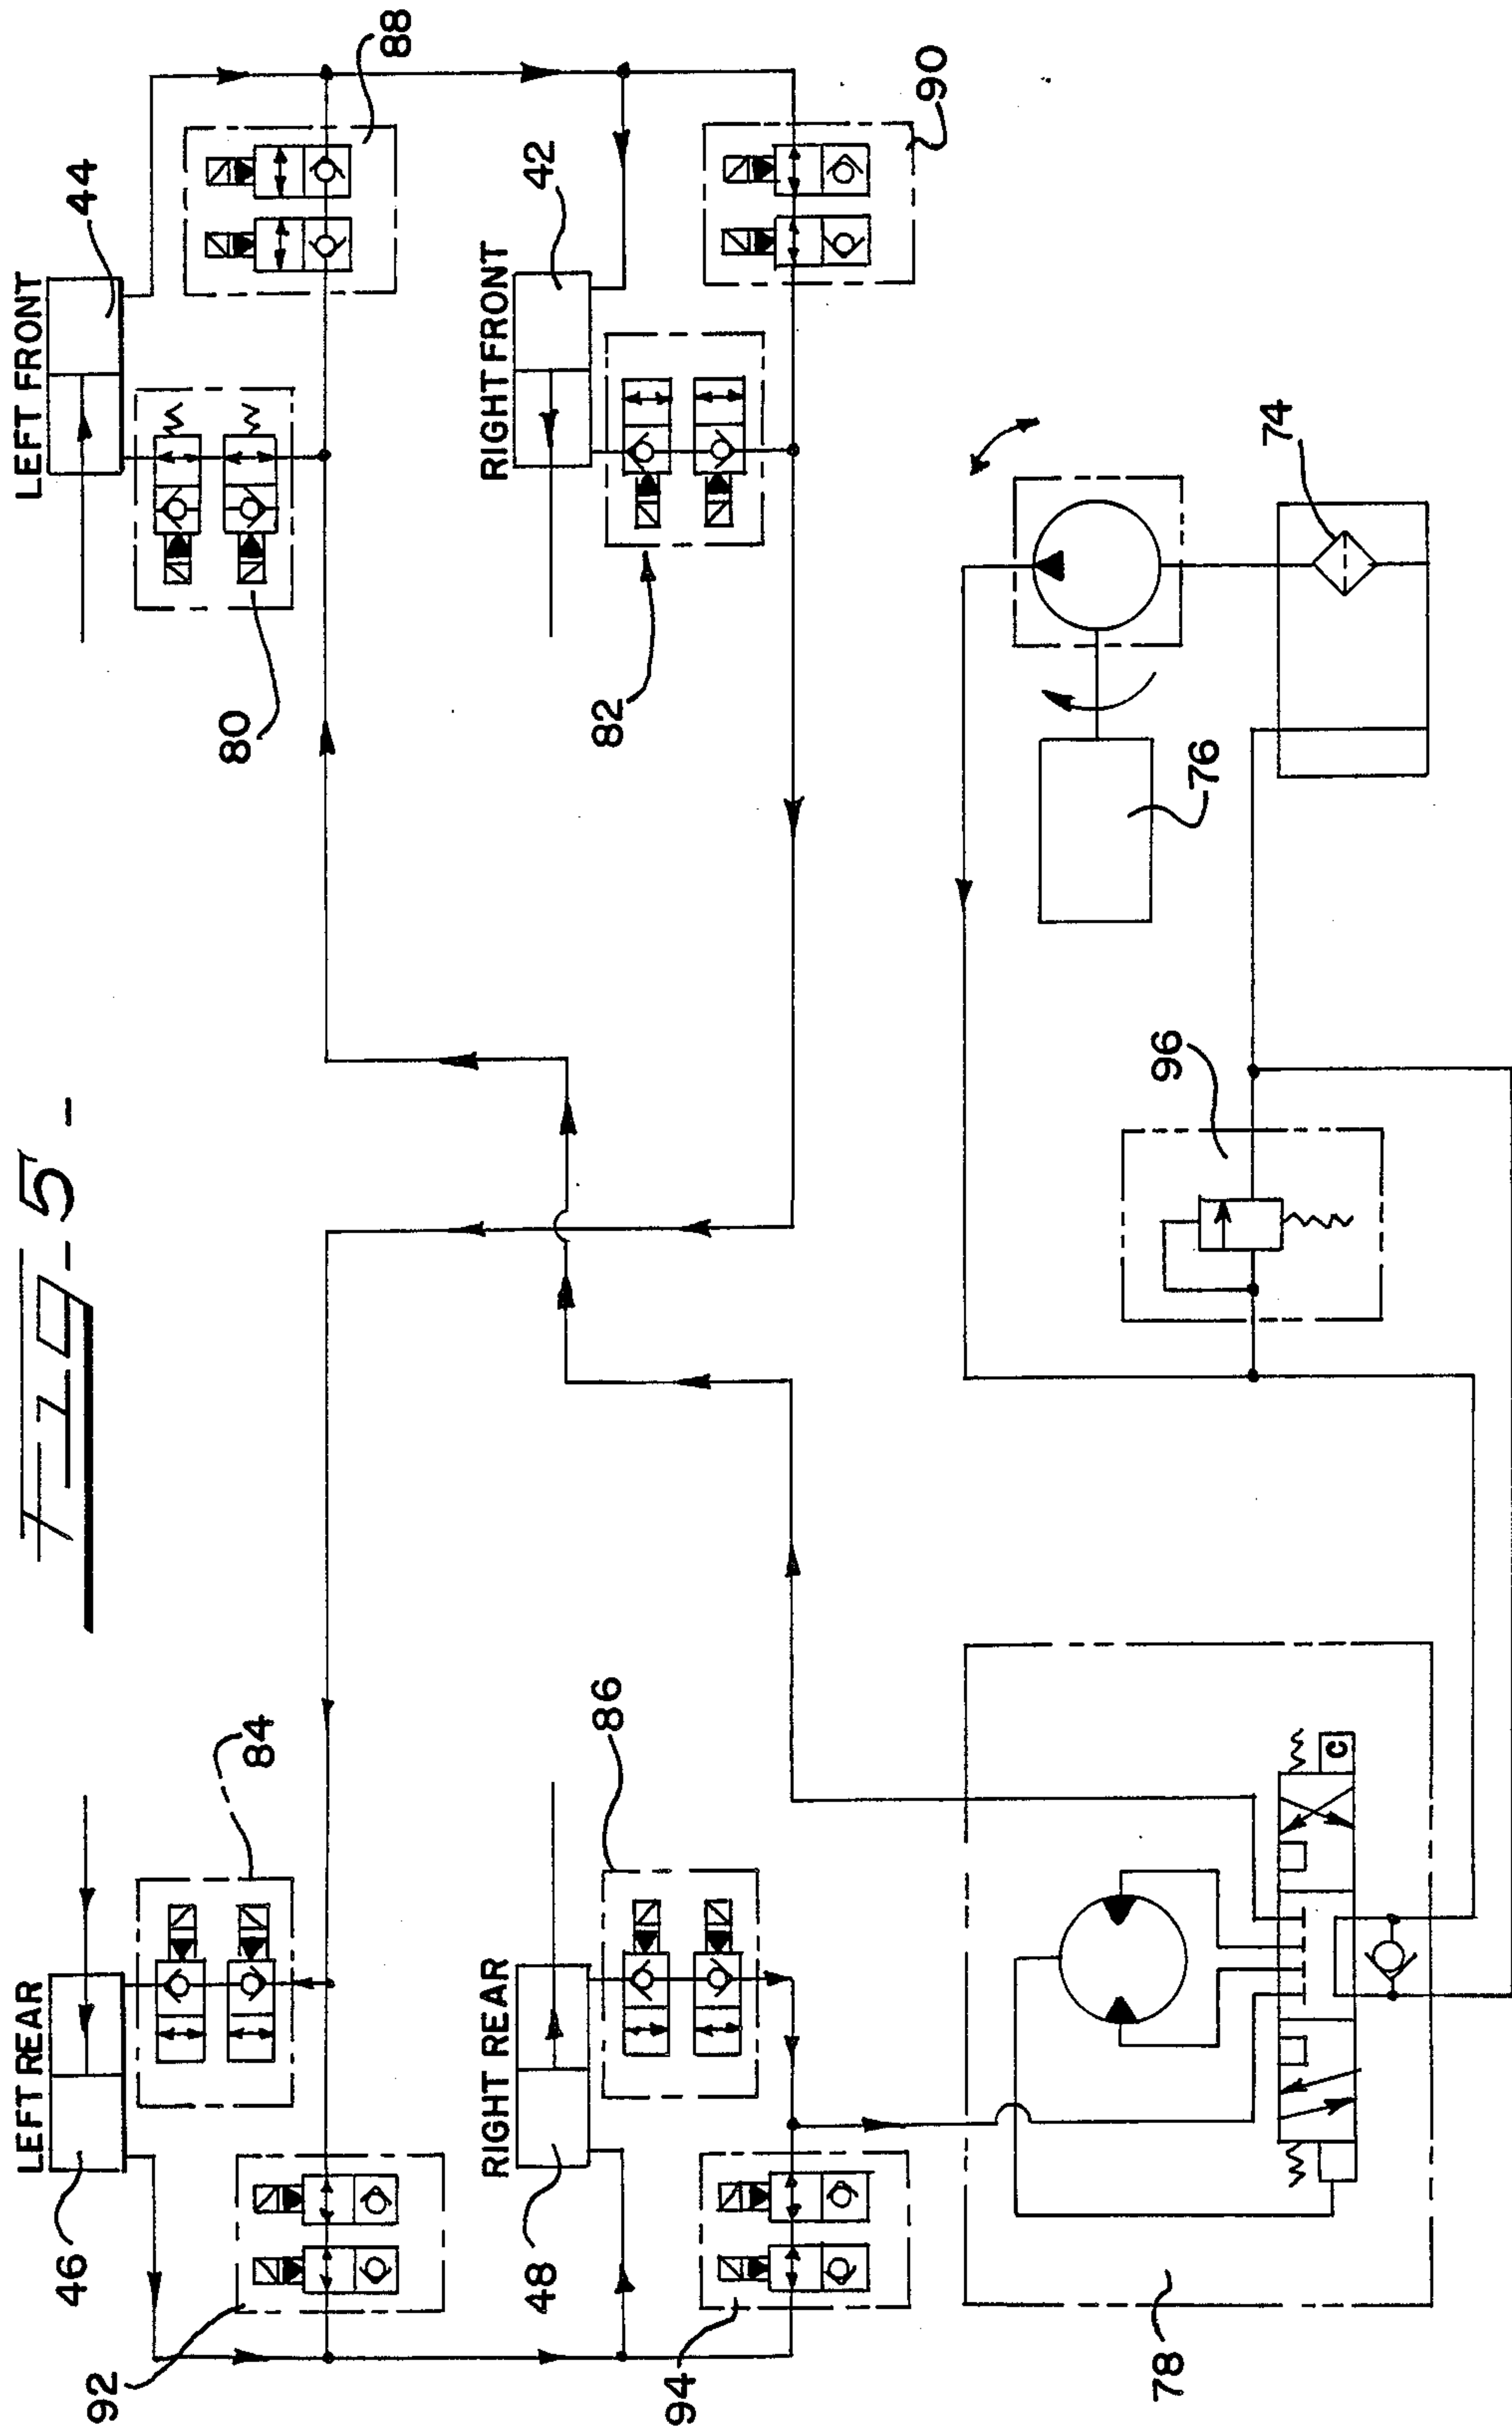 FIG-5-
LEFT FRONT
44
88
80
RIGHT FRONT
42
90
82
74
76
96
LEFT REAR
46
84
92
RIGHT REAR
48
86
94
78
C